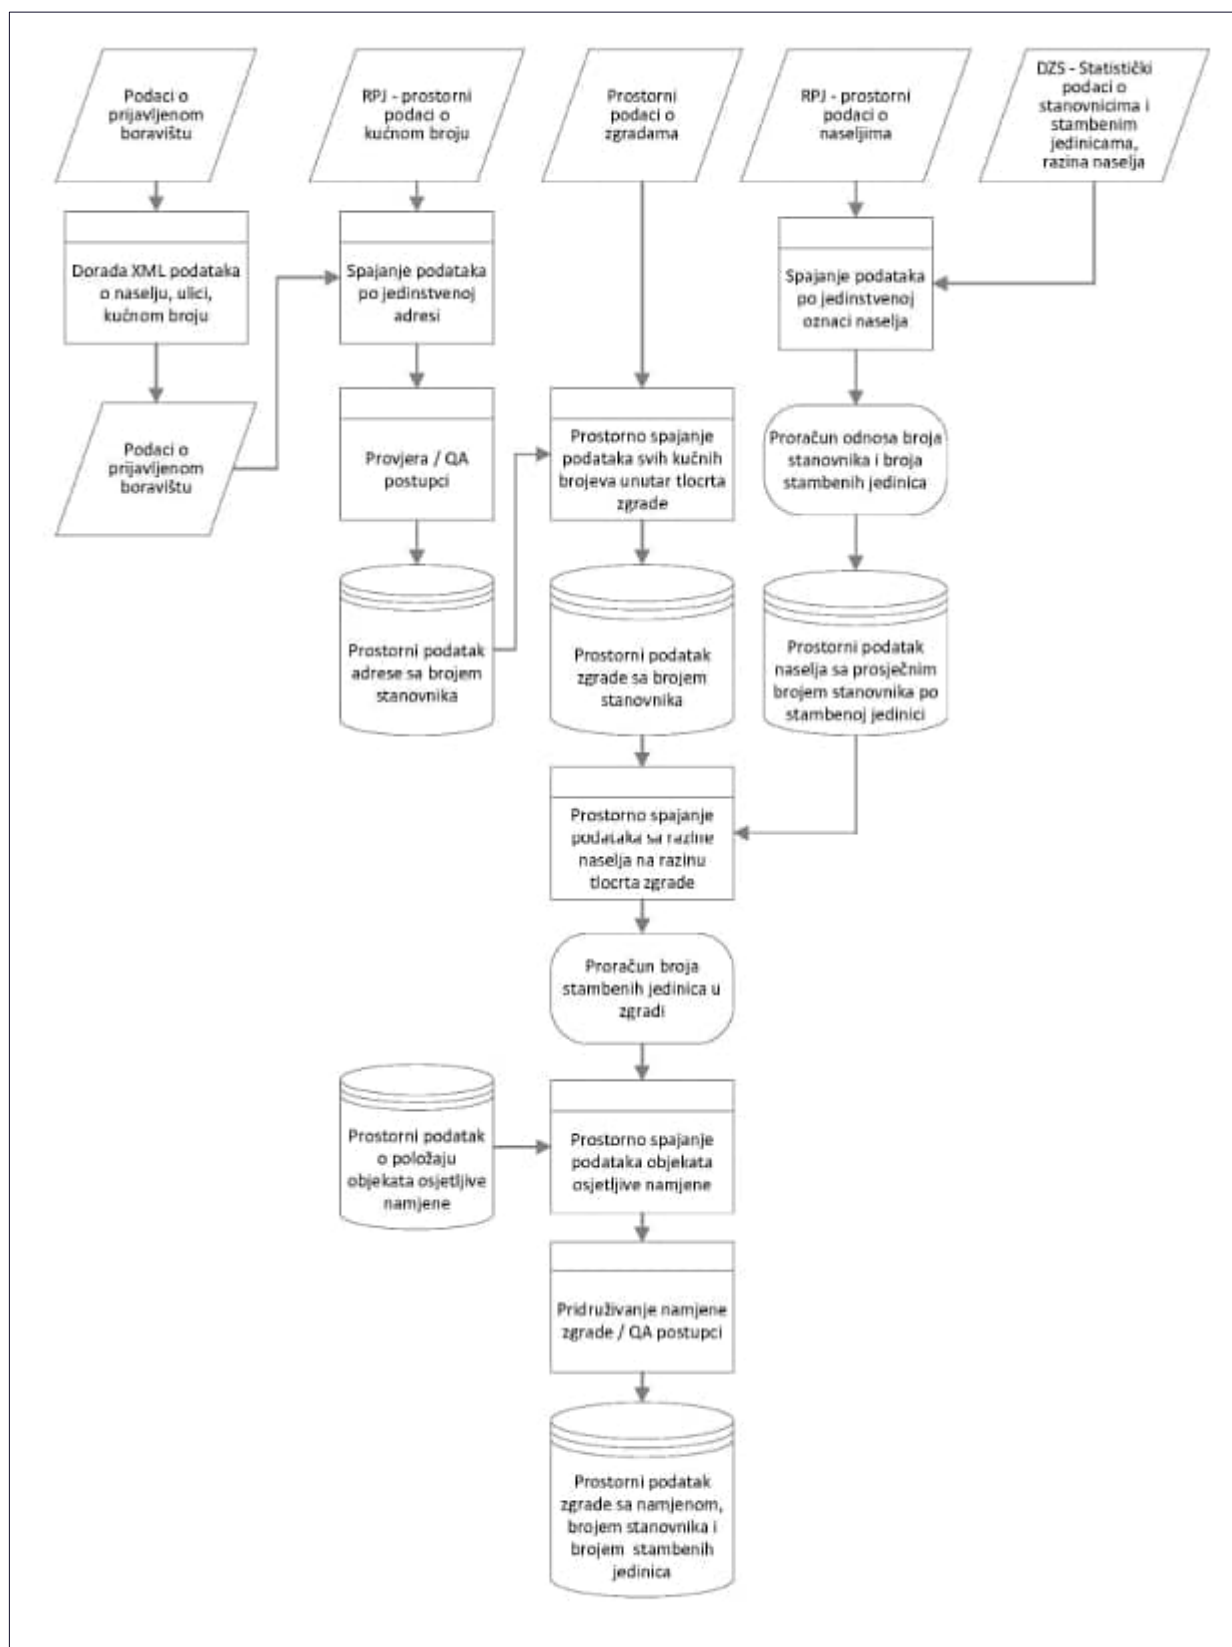 Podaci o
prijavljenom
boravištu
RPJ - prostorni
podaci o
kućnom broju
Prostorni
podaci o
zgradama
RPJ - prostorni
podaci o
naseljima
DZS - Statistički
podaci o
stanovnicima i
stambenim
jedinicama,
razina naselja
Dorada XML podataka
o naselju, ulici,
kućnom broju
Spajanje podataka
po jedinstvenoj
adresi
Spajanje podataka
po jedinstvenoj
oznaci naselja
Podaci o
prijavljenom
boravištu
Provjera / QA
postupci
Prostorno spajanje
podataka svih kućnih
brojeva unutar tlocrta
zgrade
Proračun odnosa broja
stanovnika i broja
stambenih jedinica
Prostorni podatak
adrese sa brojem
stanovnika
Prostorni podatak
zgrade sa brojem
stanovnika
Prostorni podatak
naselja sa prosječnim
brojem stanovnika po
stambenoj jedinici
Prostorno spajanje
podataka sa razine
naselja na razinu
tlocrta zgrade
Proračun broja
stambenih jedinica u
zgradi
Prostorni podatak
o položaju
objekata osjetljive
namjene
Prostorno spajanje
podataka objekata
osjetljive namjene
Pridruživanje namjene
zgrade / QA postupci
Prostorni podatak
zgrade sa namjenom,
brojem stanovnika i
brojem stambenih
jedinica